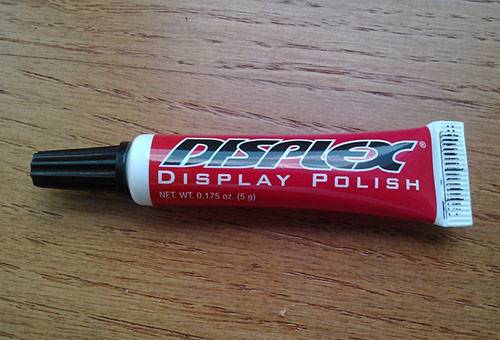 DISPLEX®
DISPLAY POLISH
NET. WT. 0,175 oz. (5 g)